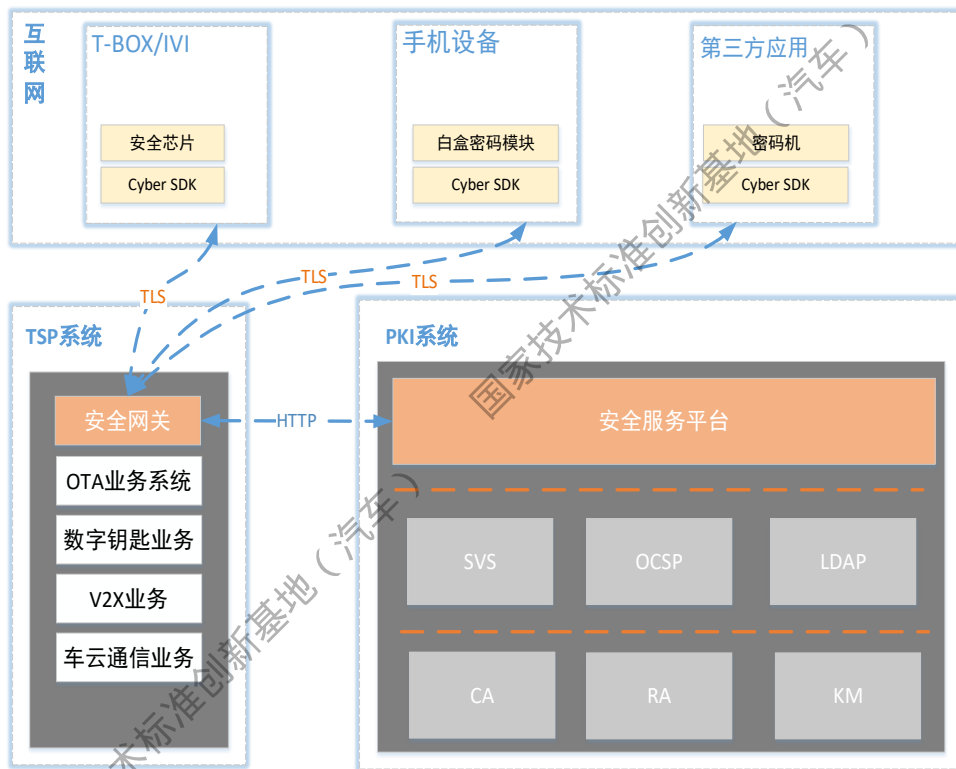 互
联
网
T-BOX/IVI
手机设备
第三方应用
安全芯片
白盒密码模块
密码机
Cyber SDK
Cyber SDK
Cyber SDK
TLS
TLS
TLS
TSP系统
PKI系统
安全网关
HTTP
安全服务平台
OTA业务系统
数字钥匙业务
V2X业务
车云通信业务
SVS
OCSP
LDAP
CA
RA
KM
国家技术标准创新基地（汽车）
术标准创新基地（汽车）